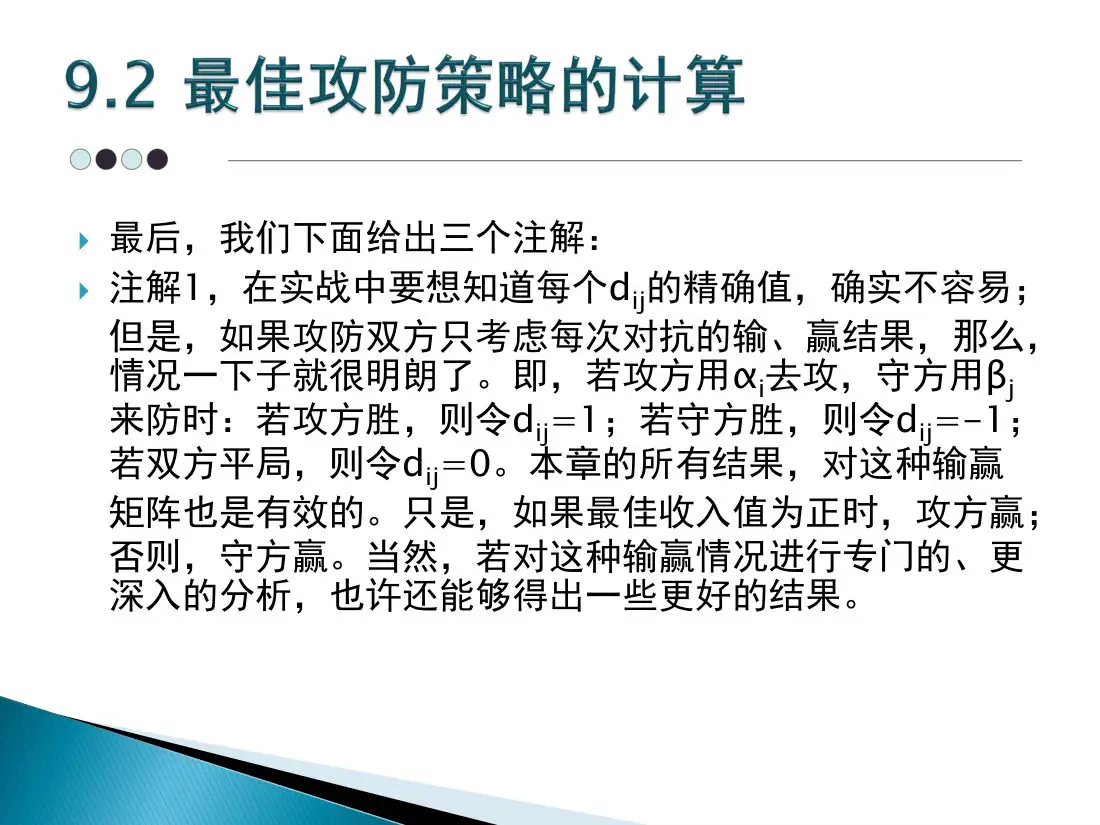 9.2 最佳攻防策略的计算
最后，我们下面给出三个注解：
注解1，在实战中要想知道每个dij的精确值，确实不容易；
但是，如果攻防双方只考虑每次对抗的输、赢结果，那么，
情况一下子就很明朗了。即，若攻方用αi去攻，守方用βj
来防时：若攻方胜，则令dij=1；若守方胜，则令dij=-1；
若双方平局，则令dij=0。本章的所有结果，对这种输赢
矩阵也是有效的。只是，如果最佳收入值为正时，攻方赢；
否则，守方赢。当然，若对这种输赢情况进行专门的、更
深入的分析，也许还能够得出一些更好的结果。